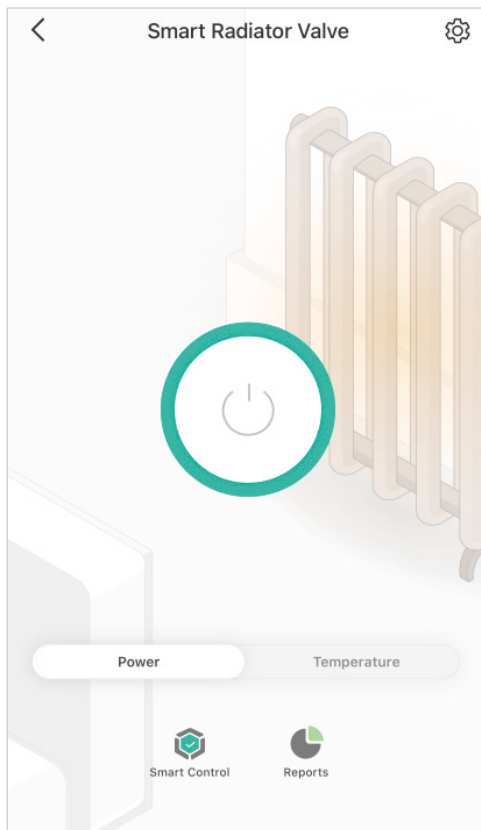 Smart Radiator Valve
Power
Temperature
Smart Control
Reports